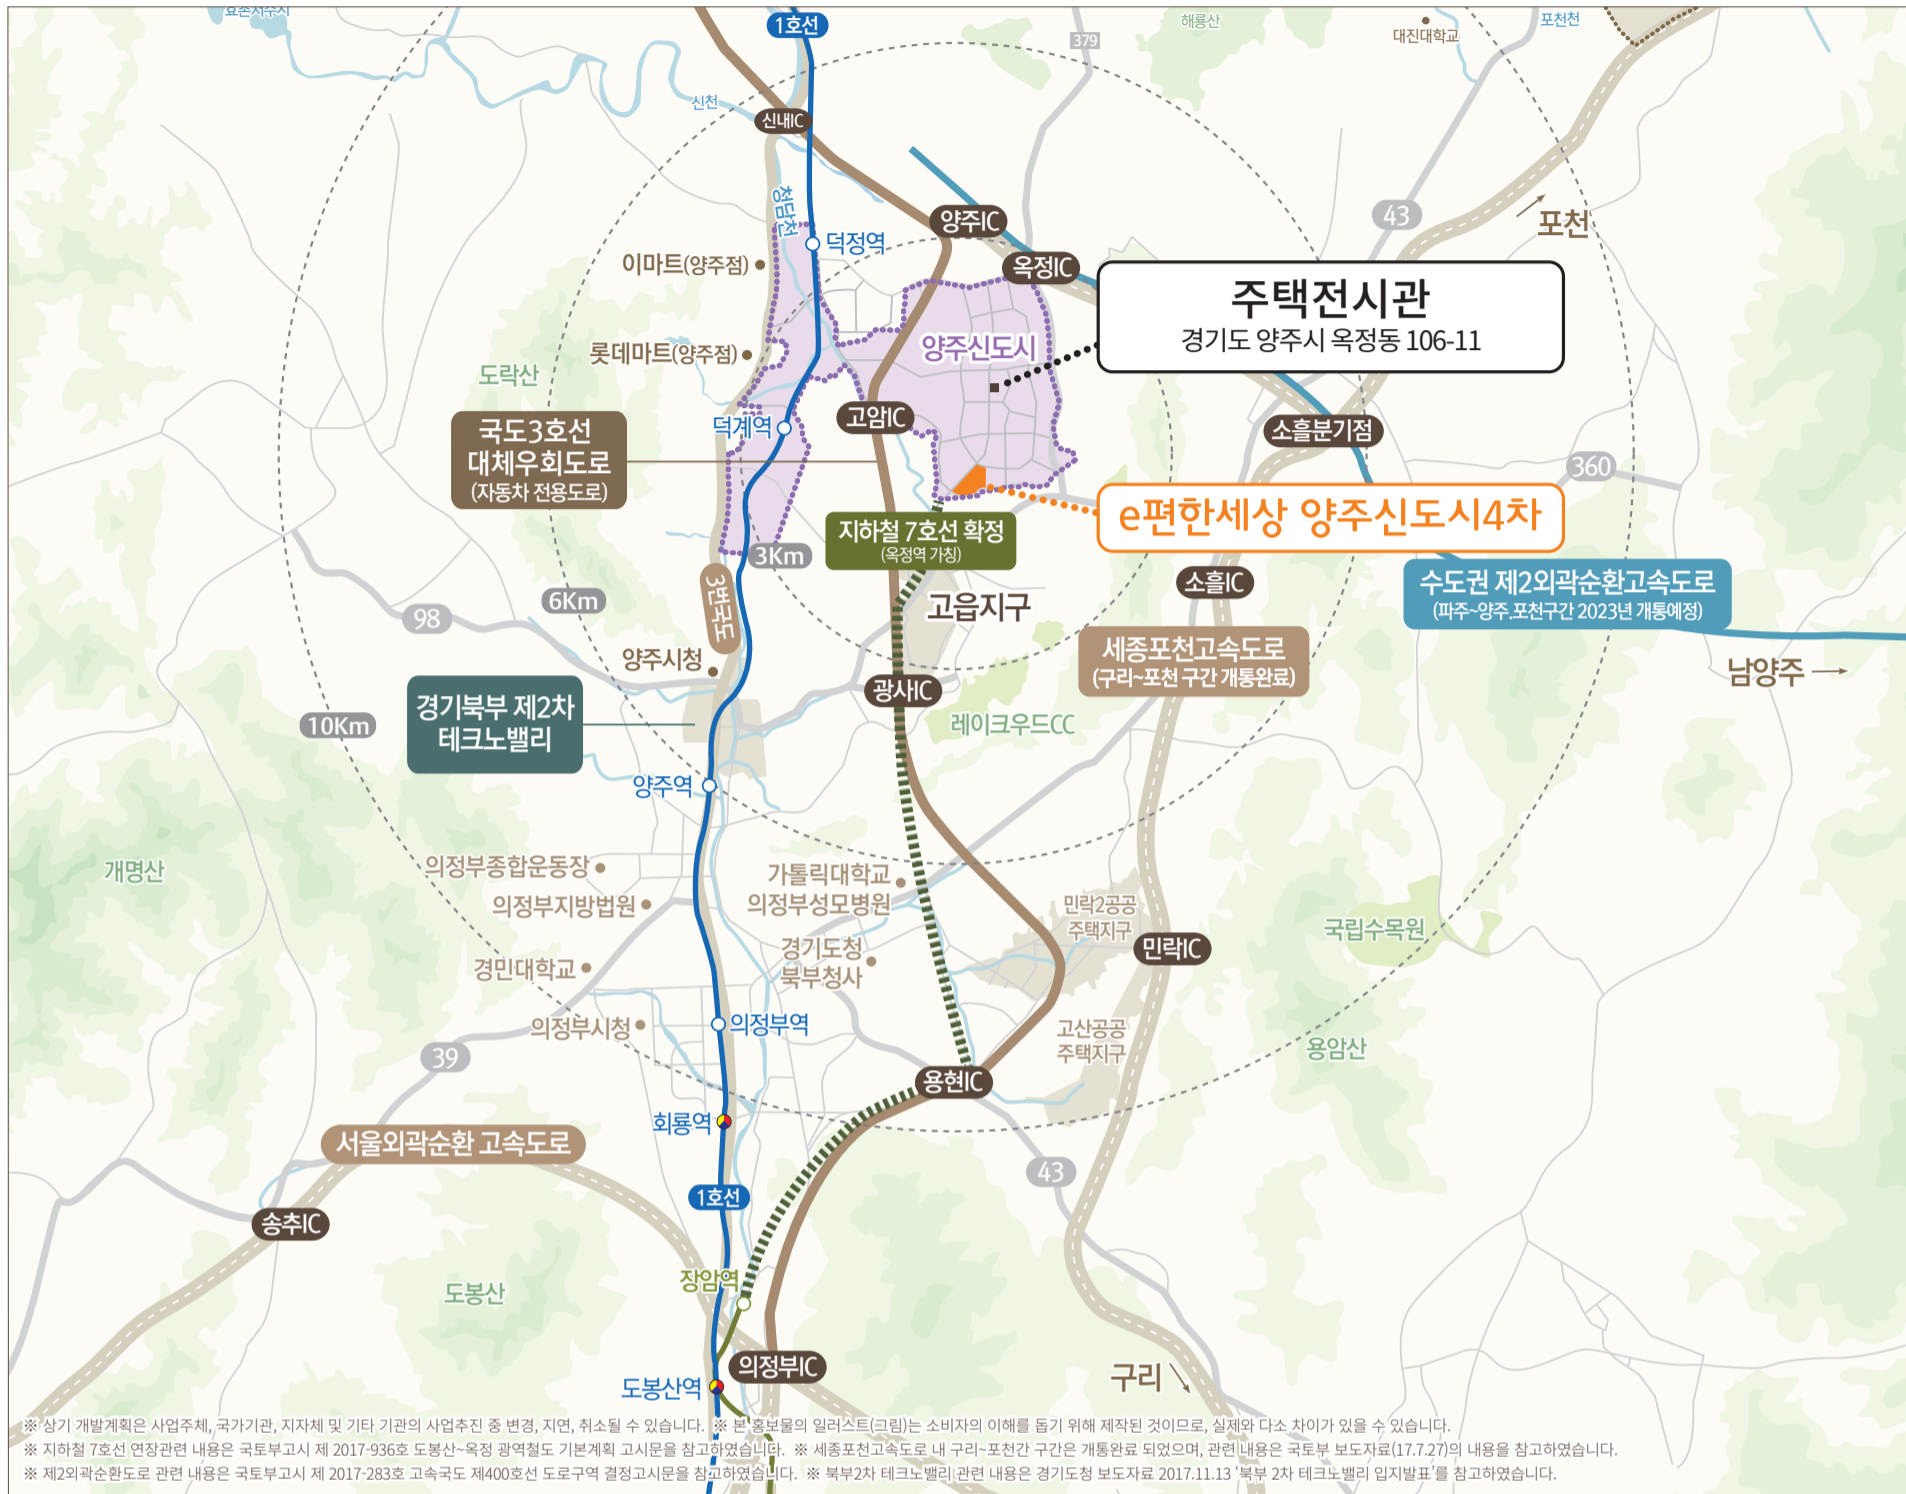 효촌저수지
1호선
379
해룡산
대진대학교
포천천
신천
신내IC
청담천
43
포천
양주IC
덕정역
이마트(양주점)
옥정IC
주택전시관
경기도 양주시 옥정동 106-11
양주신도시
롯데마트(양주점)
도락산
고암IC
덕계역
국도3호선
대체우회도로
(자동차 전용도로)
소흘분기점
360
e편한세상 양주신도시4차
지하철 7호선 확정
(옥정역 가칭)
3Km
3번국도
6Km
98
소흘IC
수도권 제2외곽순환고속도로
(파주~양주.포천구간 2023년 개통예정)
고읍지구
양주시청
세종포천고속도로
(구리~포천 구간 개통완료)
남양주
광사IC
경기북부 제2차
테크노밸리
10Km
레이크우드CC
양주역
개명산
의정부종합운동장
가톨릭대학교
의정부성모병원
의정부지방법원
민락2공공
주택지구
국립수목원
민락IC
경기도청
북부청사
경민대학교
의정부시청
의정부역
고산공공
주택지구
용암산
39
용현IC
회룡역
서울외곽순환 고속도로
43
1호선
송추IC
장암역
도봉산
의정부IC
구리
도봉산역
※ 상기 개발계획은 사업주체, 국가기관, 지자체 및 기타 기관의 사업추진 중 변경, 지연, 취소될 수 있습니다. ※ 본 홍보물의 일러스트(그림)는 소비자의 이해를 돕기 위해 제작된 것이므로, 실제와 다소 차이가 있을 수 있습니다.
※ 지하철 7호선 연장관련 내용은 국토부고시 제 2017-936호 도봉산~옥정 광역철도 기본계획 고시문을 참고하였습니다. ※ 세종포천고속도로 내 구리~포천간 구간은 개통완료 되었으며, 관련 내용은 국토부 보도자료(17.7.27)의 내용을 참고하였습니다.
※ 제2외곽순환도로 관련 내용은 국토부고시 제 2017-283호 고속국도 제400호선 도로구역 결정고시문을 참고하였습니다. ※ 북부2차 테크노밸리 관련 내용은 경기도청 보도자료 2017.11.13 '북부 2차 테크노밸리 입지발표'를 참고하였습니다.